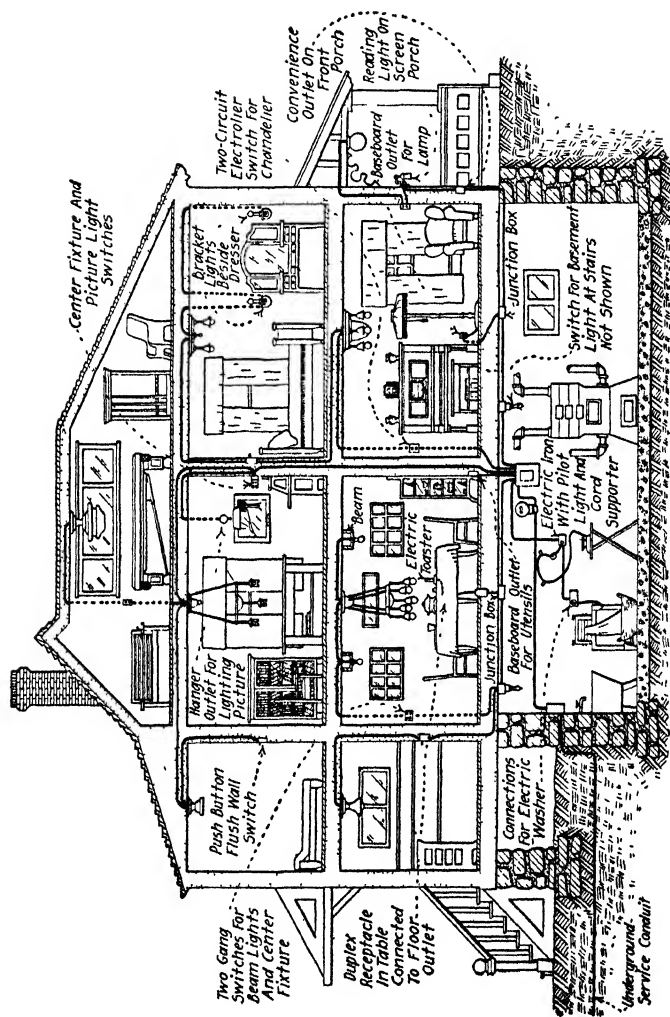 Center Fixture And
Picture Light
Switches
Two-Circuit
Electrolier
Switch For
Chandelier
Convenience
Outlet On
Front
Porch
Reading
Light On
Screen
Porch
Bracket
Lights
Beside
Dresser
Baseboard
Outlet
For
Lamp
Hanger
Outlet For
Lighting
Picture
Push Button
Flush Wall
Switch
Two Gang
Switches For
Beam Lights
And Center
Fixture
Beam
Electric
Toaster
Junction Box
Junction Box
Duplex
Receptacle
In Table
Connected
To Floor
Outlet
Baseboard Outlet
For Utensils
Connections
For Electric
Washer
Electric Iron
With Pilot
Light And
Cord
Supporter
Switch For Basement
Light At Stairs
Not Shown
Underground-
Service Conduit